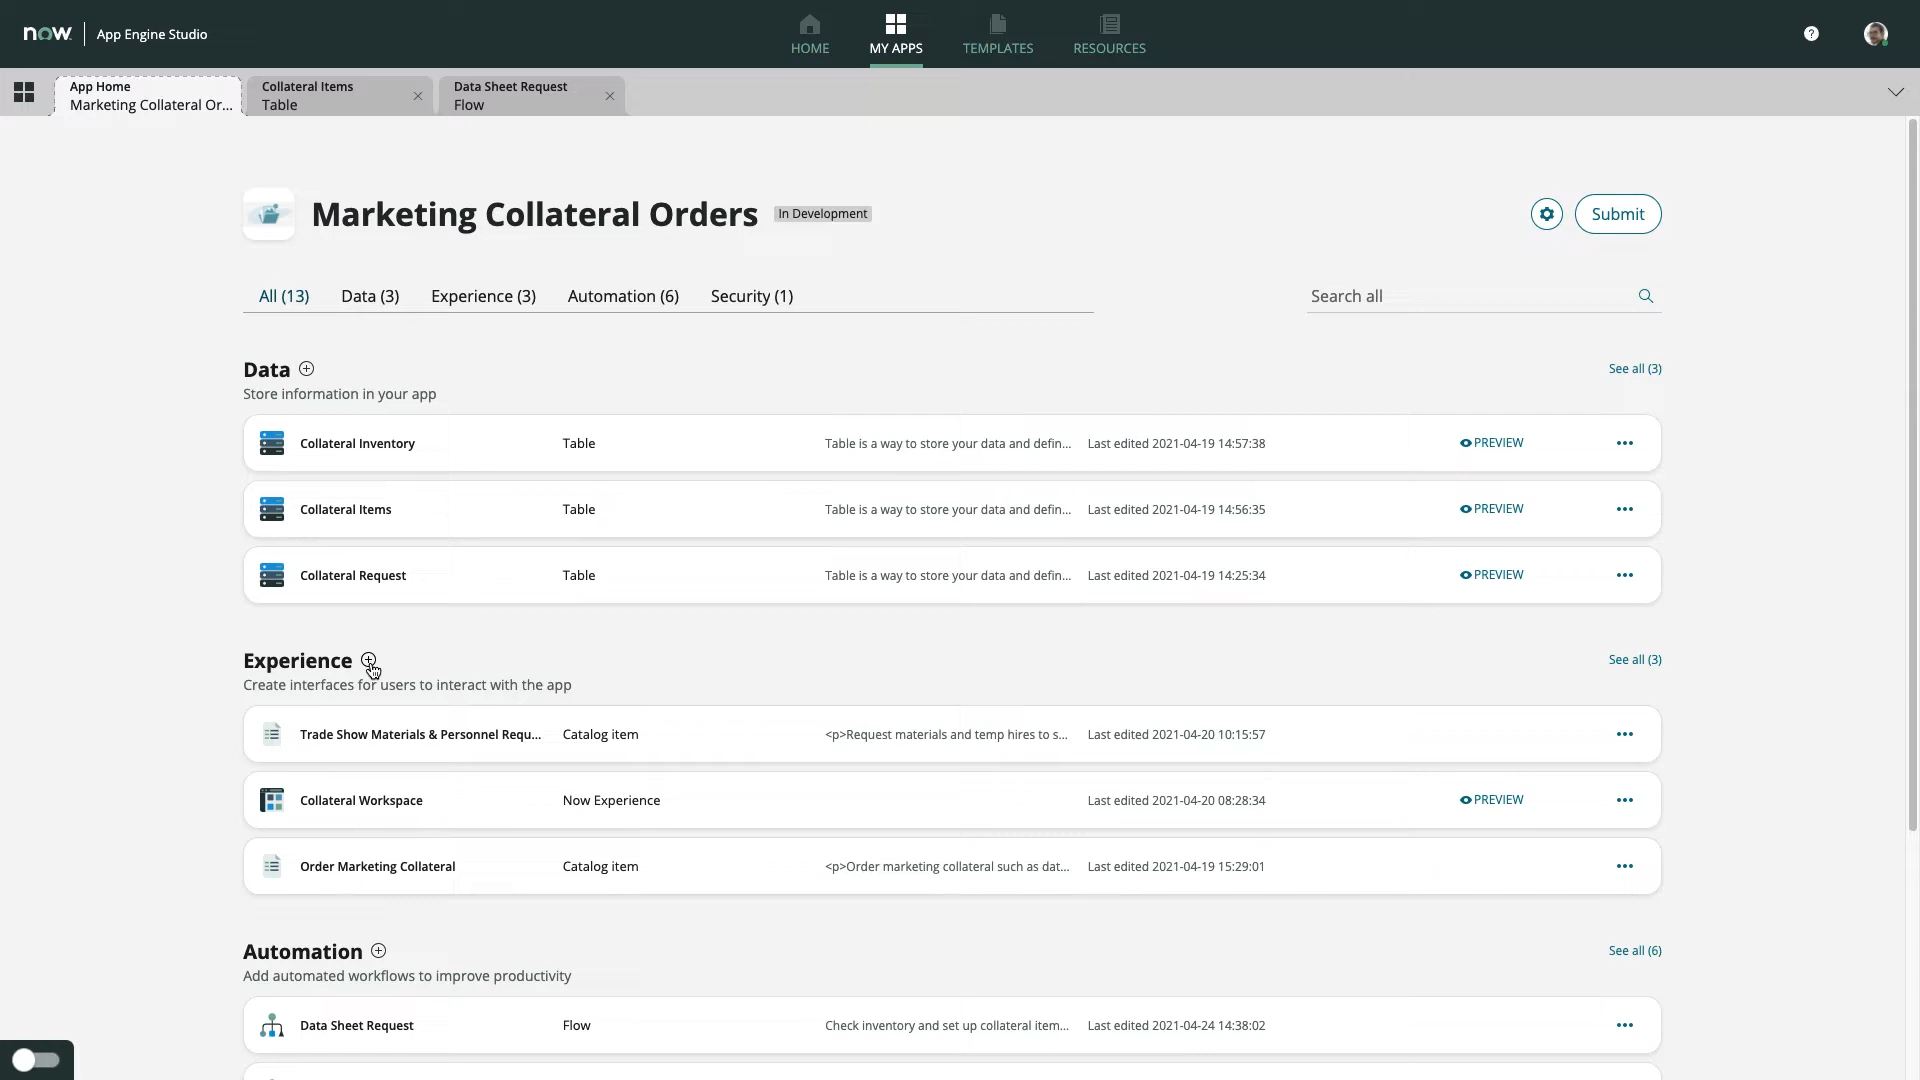 now
App Engine Studio
HOME
MY APPS
TEMPLATES
RESOURCES
?
App Home
Marketing Collateral Or...
Collateral Items
Table
Data Sheet Request
Flow
Marketing Collateral Orders
In Development
Submit
All (13)
Data (3)
Experience (3)
Automation (6)
Security (1)
Search all
Data
See all (3)
Store information in your app
Collateral Inventory Table Table is a way to store your data and defin... Last edited 2021-04-19 14:57:38 PREVIEW
Collateral Items Table Table is a way to store your data and defin... Last edited 2021-04-19 14:56:35 PREVIEW
Collateral Request Table Table is a way to store your data and defin... Last edited 2021-04-19 14:25:34 PREVIEW
Experience
See all (3)
Create interfaces for users to interact with the app
Trade Show Materials & Personnel Requ... Catalog item <p>Request materials and temp hires to s... Last edited 2021-04-20 10:15:57
Collateral Workspace Now Experience Last edited 2021-04-20 08:28:34 PREVIEW
Order Marketing Collateral Catalog item <p>Order marketing collateral such as dat... Last edited 2021-04-19 15:29:01
Automation
See all (6)
Add automated workflows to improve productivity
Data Sheet Request Flow Check inventory and set up collateral item... Last edited 2021-04-24 14:38:02